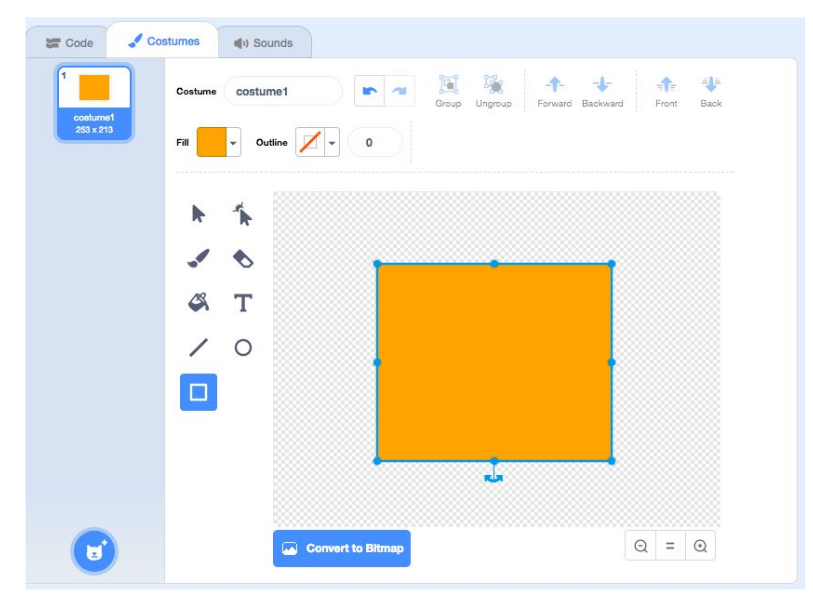 Code
Costumes
Sounds
1
costume1
253 x 213
Costume
costume1
Group
Ungroup
Forward
Backward
Front
Back
Fill
Outline
0
T
Convert to Bitmap